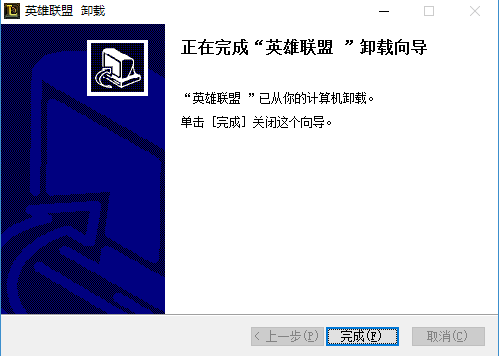 英雄联盟 卸载
正在完成“英雄联盟 ”卸载向导
“英雄联盟 ”已从你的计算机卸载。
单击 [完成] 关闭这个向导。
< 上一步(P)
完成(F)
取消(C)